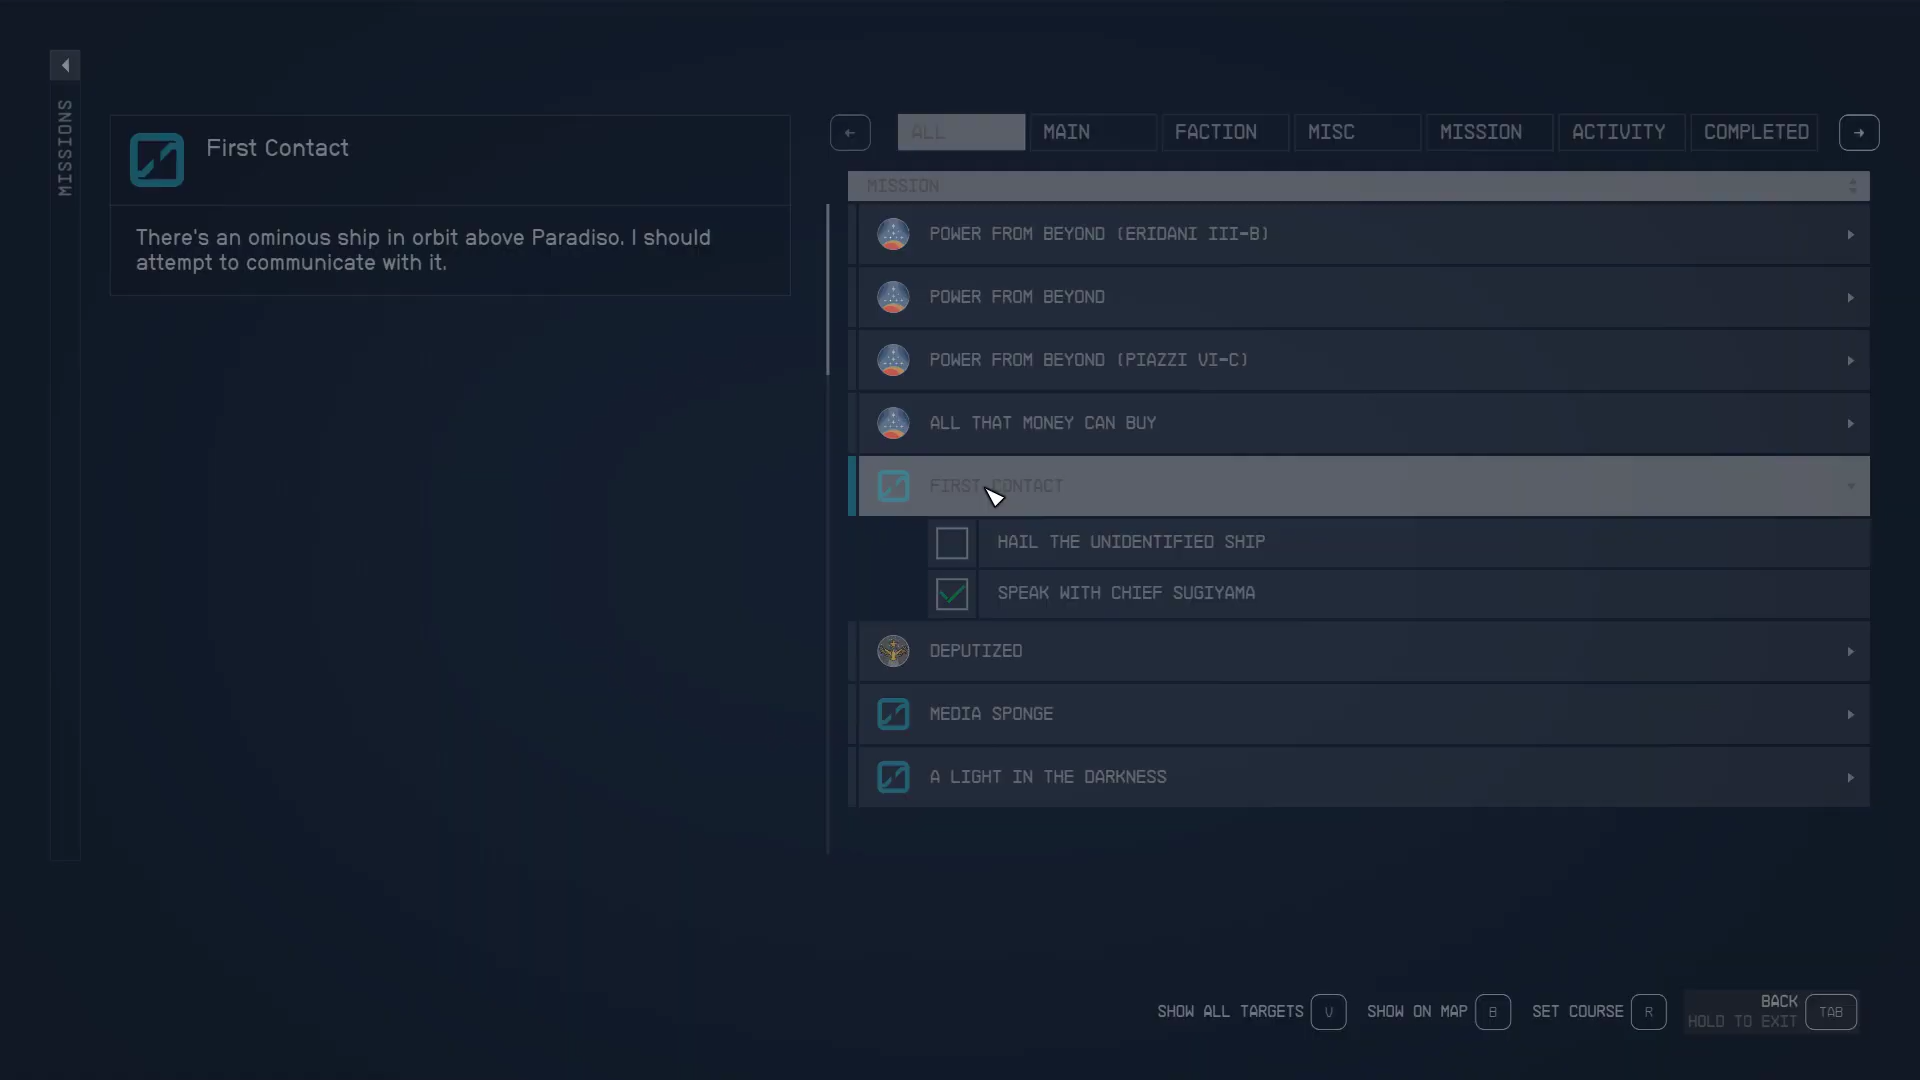 MISSIONS
First Contact
There's an ominous ship in orbit above Paradiso. I should
attempt to communicate with it.
ALL
MAIN
FACTION
MISC
MISSION
ACTIVITY
COMPLETED
MISSION
POWER FROM BEYOND (ERIDANI III-B)
POWER FROM BEYOND
POWER FROM BEYOND (PIAZZI VI-C)
ALL THAT MONEY CAN BUY
FIRST CONTACT
HAIL THE UNIDENTIFIED SHIP
SPEAK WITH CHIEF SUGIYAMA
DEPUTIZED
MEDIA SPONGE
A LIGHT IN THE DARKNESS
SHOW ALL TARGETS V
SHOW ON MAP B
SET COURSE R
BACK
HOLD TO EXIT
TAB